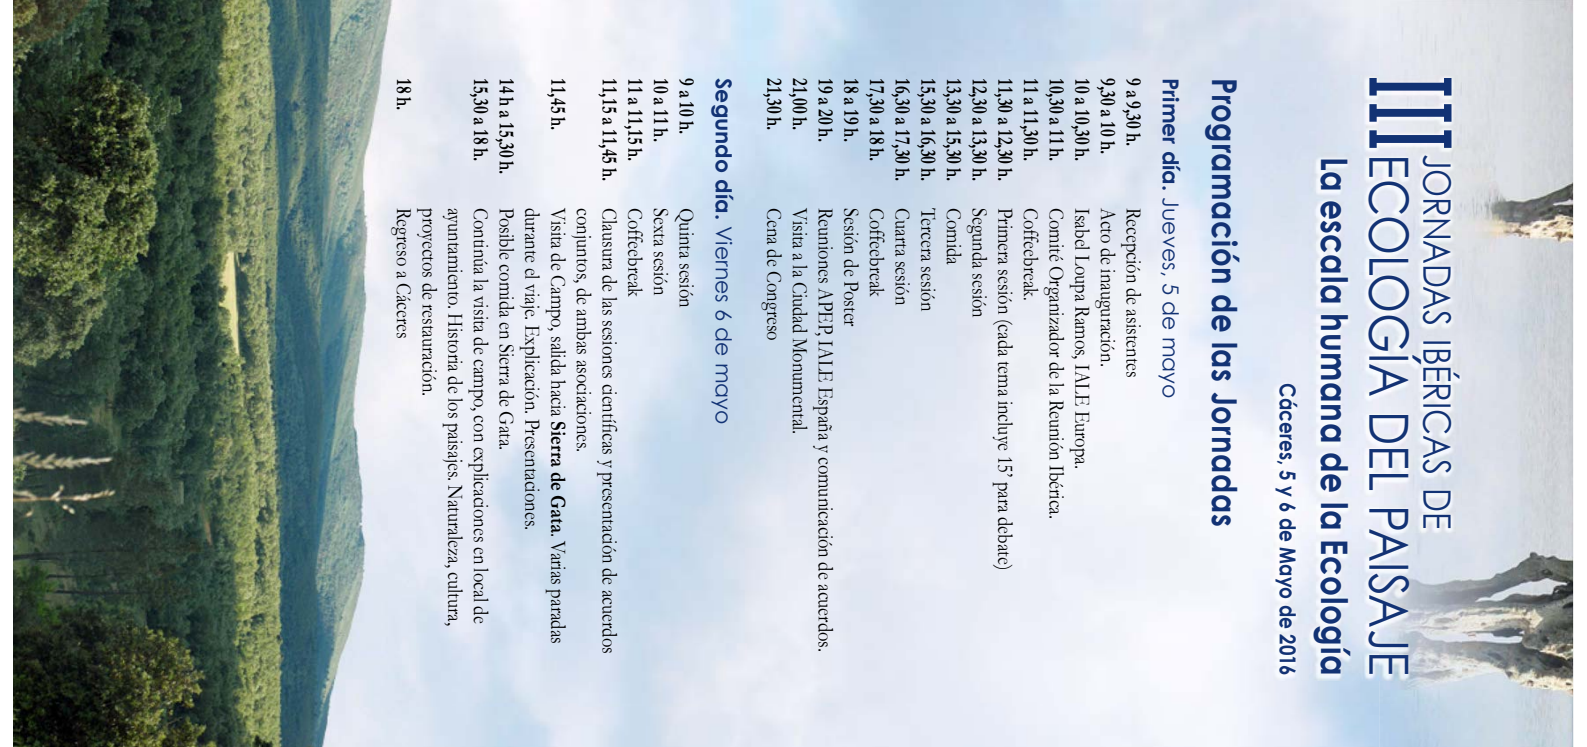 III JORNADAS IBÉRICAS DE
ECOLOGÍA DEL PAISAJE
La escala humana de la Ecología
Cáceres, 5 y 6 de Mayo de 2016
Programación de las Jornadas
Primer día. Jueves, 5 de mayo
9 a 9,30 h. Recepción de asistentes
9,30 a 10 h. Acto de inauguración.
10 a 10,30 h. Isabel Loupa Ramos, IALE Europa.
10,30 a 11 h. Comité Organizador de la Reunión Ibérica.
11 a 11,30 h. Coffeebreak.
11,30 a 12,30 h. Primera sesión (cada tema incluye 15’ para debate)
12,30 a 13,30 h. Segunda sesión
13,30 a 15,30 h. Comida
15,30 a 16,30 h. Tercera sesión
16,30 a 17,30 h. Cuarta sesión
17,30 a 18 h. Coffeebreak
18 a 19 h. Sesión de Poster
19 a 20 h. Reuniones APEP, IALE España y comunicación de acuerdos.
21,00 h. Visita a la Ciudad Monumental.
21,30 h. Cena de Congreso
Segundo día. Viernes 6 de mayo
9 a 10 h. Quinta sesión
10 a 11 h. Sexta sesión
11 a 11,15 h. Coffeebreak
11,15 a 11,45 h. Clausura de las sesiones científicas y presentación de acuerdos
conjuntos, de ambas asociaciones.
11,45 h. Visita de Campo, salida hacia Sierra de Gata. Varias paradas
durante el viaje. Explicación. Presentaciones.
14 h a 15,30 h. Posible comida en Sierra de Gata.
15,30 a 18 h. Continúa la visita de campo, con explicaciones en local de
ayuntamiento. Historia de los paisajes. Naturaleza, cultura,
proyectos de restauración.
18 h. Regreso a Cáceres